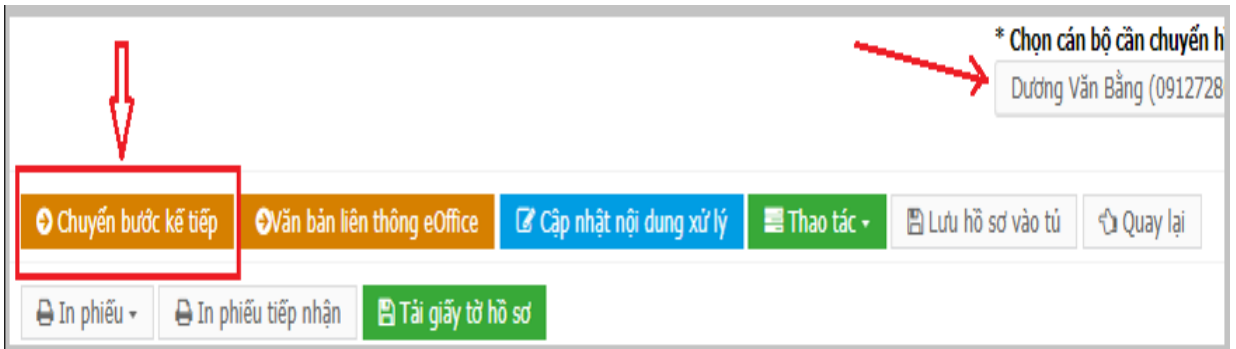 * Chọn cán bộ cần chuyển h
Dương Văn Bằng (0912728
Chuyển bước kế tiếp
Văn bản liên thông eOffice
Cập nhật nội dung xử lý
Thao tác
Lưu hồ sơ vào tủ
Quay lại
In phiếu
In phiếu tiếp nhận
Tải giấy tờ hồ sơ